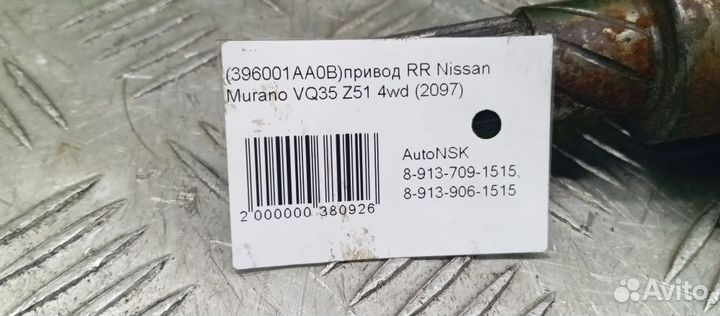 (396001AA0B)привод RR Nissan
Murano VQ35 Z51 4wd (2097)
AutoNSK
8-913-709-1515,
8-913-906-1515
2 000000 380926
Avito